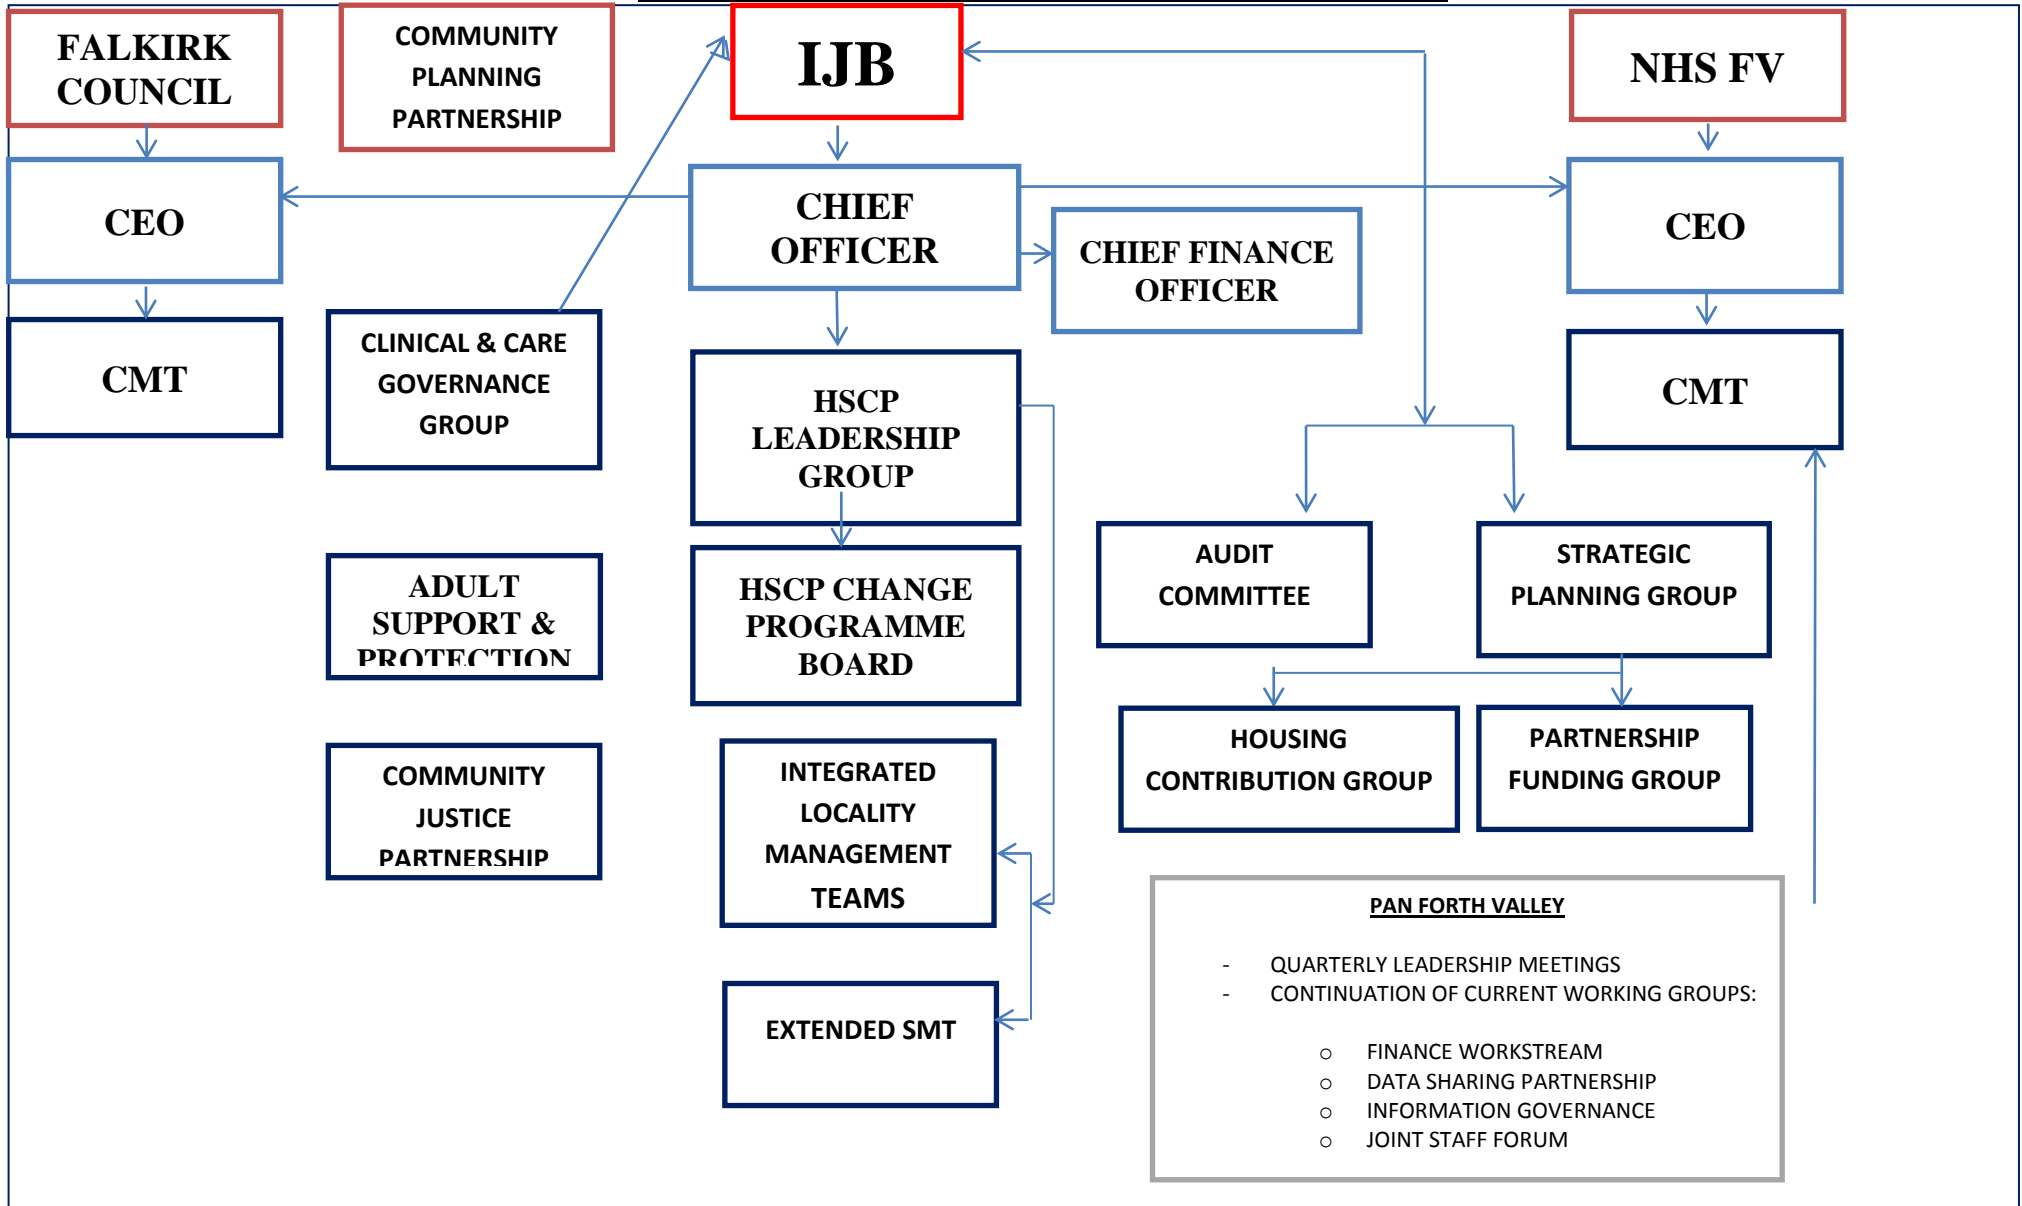 FALKIRK
COUNCIL
COMMUNITY
PLANNING
PARTNERSHIP
IJB
NHS FV
CEO
CHIEF
OFFICER
CHIEF FINANCE
OFFICER
CEO
CMT
CLINICAL & CARE
GOVERNANCE
GROUP
HSCP
LEADERSHIP
GROUP
CMT
AUDIT
COMMITTEE
STRATEGIC
PLANNING GROUP
ADULT
SUPPORT &
PROTECTION
HSCP CHANGE
PROGRAMME
BOARD
HOUSING
CONTRIBUTION GROUP
PARTNERSHIP
FUNDING GROUP
COMMUNITY
JUSTICE
PARTNERSHIP
INTEGRATED
LOCALITY
MANAGEMENT
TEAMS
EXTENDED SMT
PAN FORTH VALLEY
- QUARTERLY LEADERSHIP MEETINGS
- CONTINUATION OF CURRENT WORKING GROUPS:
o FINANCE WORKSTREAM
o DATA SHARING PARTNERSHIP
o INFORMATION GOVERNANCE
o JOINT STAFF FORUM